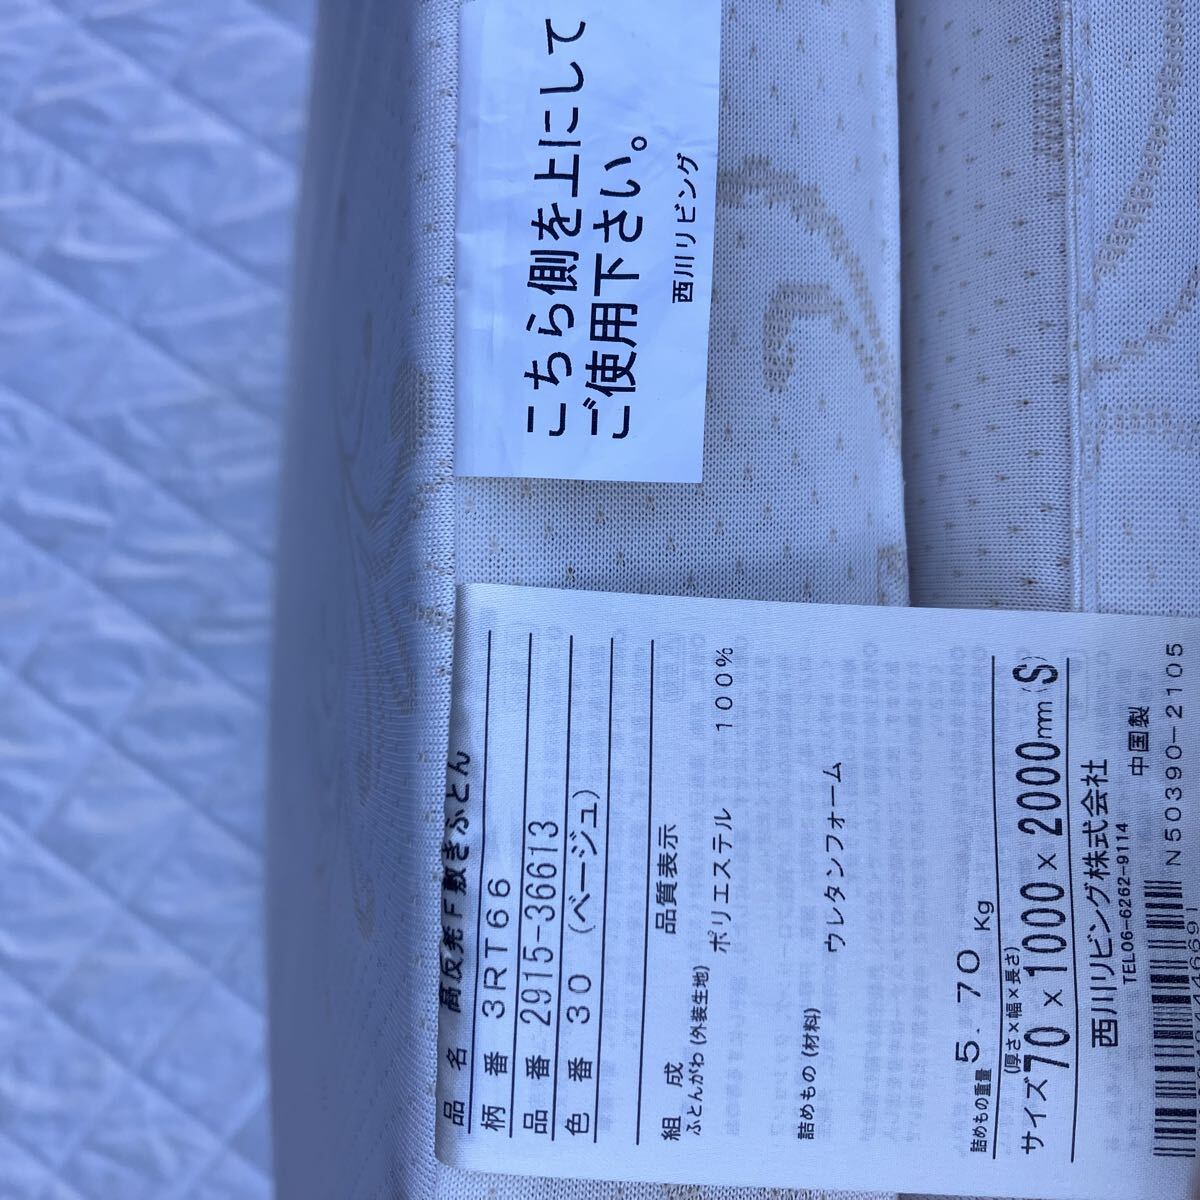 こちら側を上にして
ご使用下さい。
西川リビング
品名 高反発F敷きふとん
柄番 3RT66
品番 2915-36613
色番 30 (ベージュ)
品質表示
組成
ふとんがわ(外装生地) ポリエステル 100%
詰めもの(材料) ウレタンフォーム
詰めもの重量 5.70 Kg
(厚さ×幅×長さ)
サイズ 70×1000×2000mm(S)
西川リビング株式会社
TEL06-6262-9114 中国製
N50390-2105